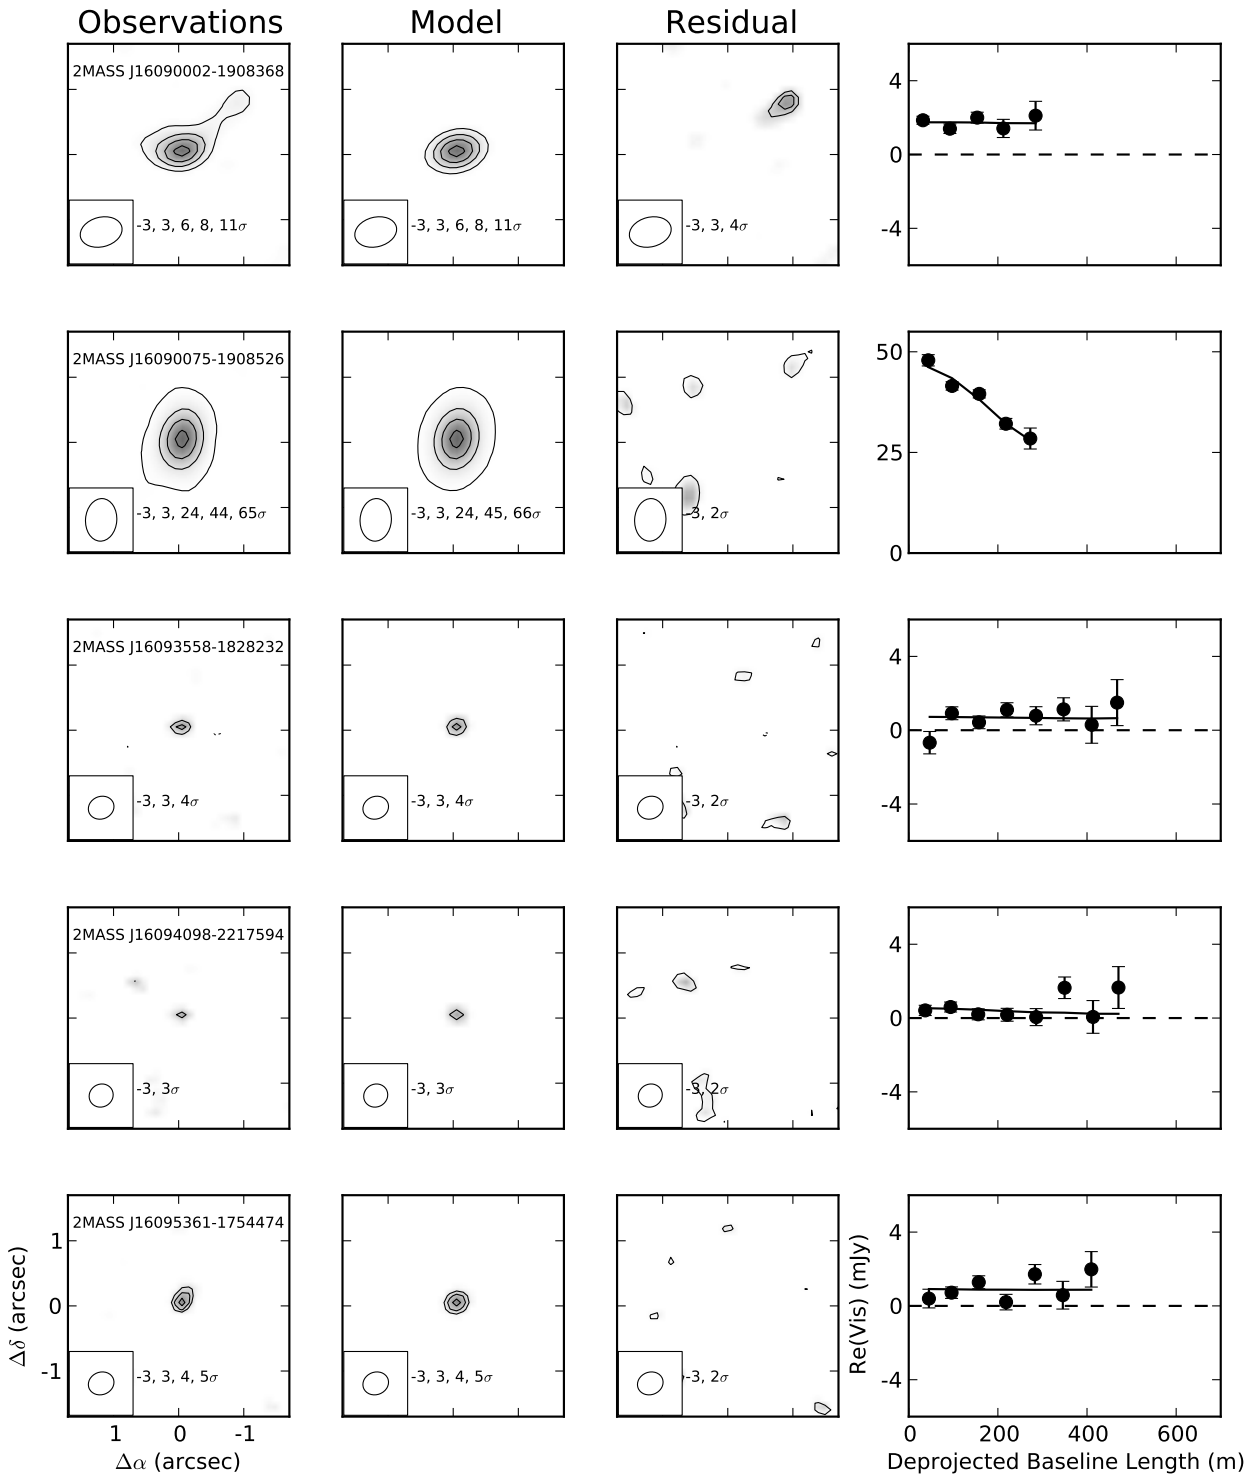 Observations Model Residual
2MASS J16090002-1908368
-3, 3, 6, 8, 11σ
-3, 3, 6, 8, 11σ
-3, 3, 4σ
4
0
-4
2MASS J16090075-1908526
-3, 3, 24, 44, 65σ
-3, 3, 24, 45, 66σ
-3, 2σ
50
25
0
2MASS J16093558-1828232
-3, 3, 4σ
-3, 3, 4σ
-3, 2σ
4
0
-4
2MASS J16094098-2217594
-3, 3σ
-3, 3σ
-3, 2σ
4
0
-4
2MASS J16095361-1754474
-3, 3, 4, 5σ
-3, 3, 4, 5σ
-3, 2σ
1
0
-1
Δδ (arcsec)
1 0 -1
Δα (arcsec)
Re(Vis) (mJy)
4
0
-4
0 200 400 600
Deprojected Baseline Length (m)